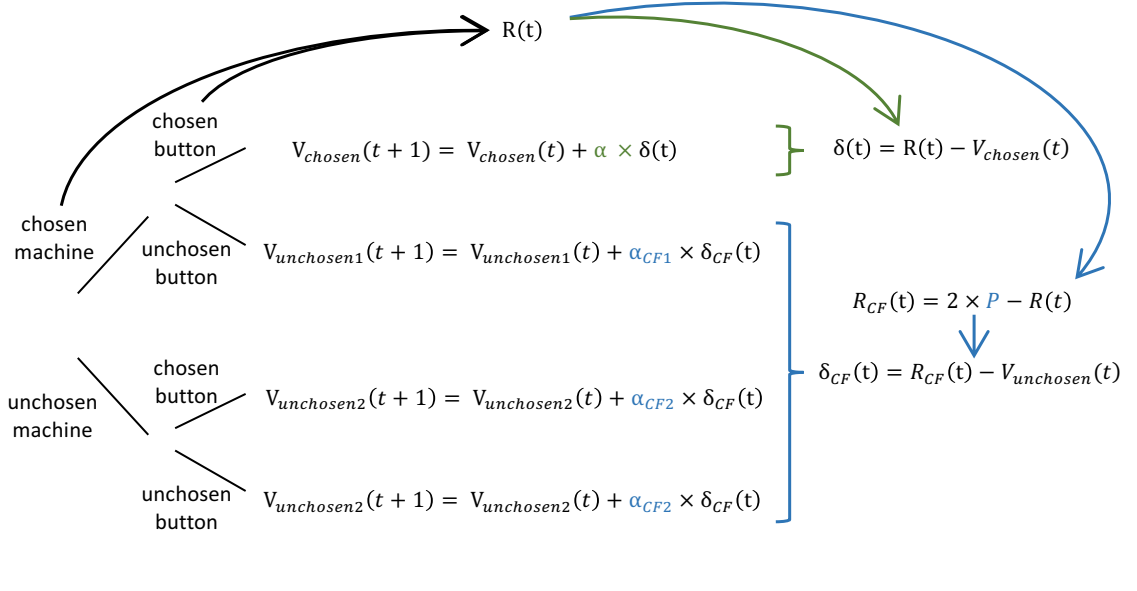 R(t)
chosen
button
V_chosen(t + 1) = V_chosen(t) + α × δ(t)
δ(t) = R(t) − V_chosen(t)
chosen
machine
unchosen
button
V_unchosen1(t + 1) = V_unchosen1(t) + α_CF1 × δ_CF(t)
R_CF(t) = 2 × P − R(t)
δ_CF(t) = R_CF(t) − V_unchosen(t)
chosen
button
V_unchosen2(t + 1) = V_unchosen2(t) + α_CF2 × δ_CF(t)
unchosen
machine
unchosen
button
V_unchosen2(t + 1) = V_unchosen2(t) + α_CF2 × δ_CF(t)